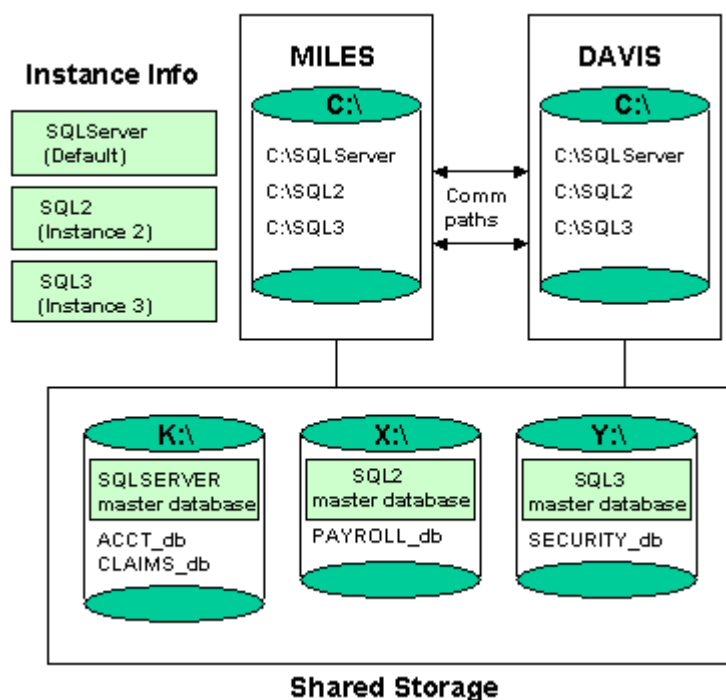 Instance Info
SQLServer
(Default)
SQL2
(Instance 2)
SQL3
(Instance 3)
MILES
C:\
C:\SQLServer
C:\SQL2
C:\SQL3
Comm
paths
DAVIS
C:\
C:\SQLServer
C:\SQL2
C:\SQL3
K:\
SQLSERVER
master database
ACCT_db
CLAIMS_db
X:\
SQL2
master database
PAYROLL_db
Y:\
SQL3
master database
SECURITY_db
Shared Storage